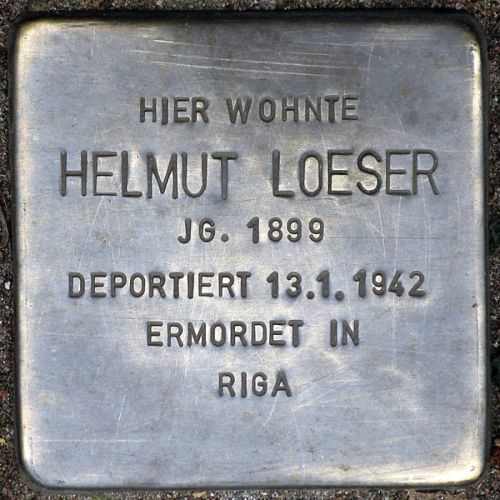 HIER WOHNTE
HELMUT LOESER
JG. 1899
DEPORTIERT 13.1.1942
ERMORDET IN
RIGA